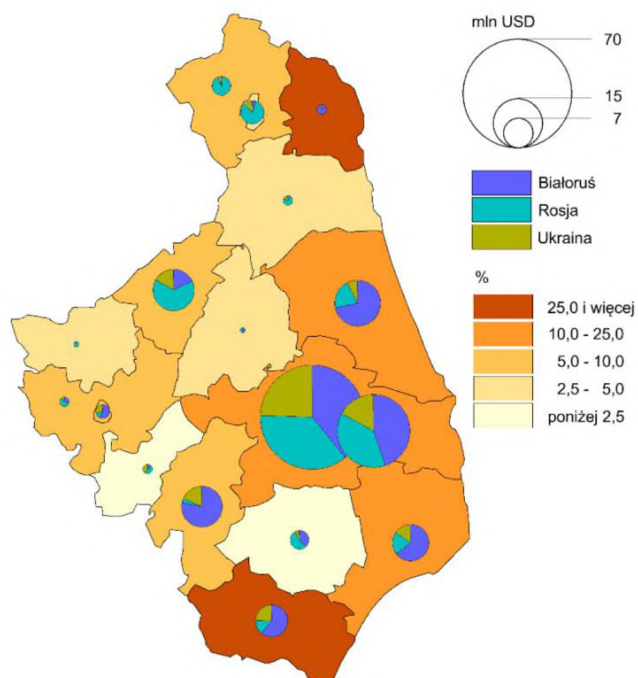 mln USD
70
15
7
Białoruś
Rosja
Ukraina
%
25,0 i więcej
10,0 - 25,0
5,0 - 10,0
2,5 - 5,0
poniżej 2,5